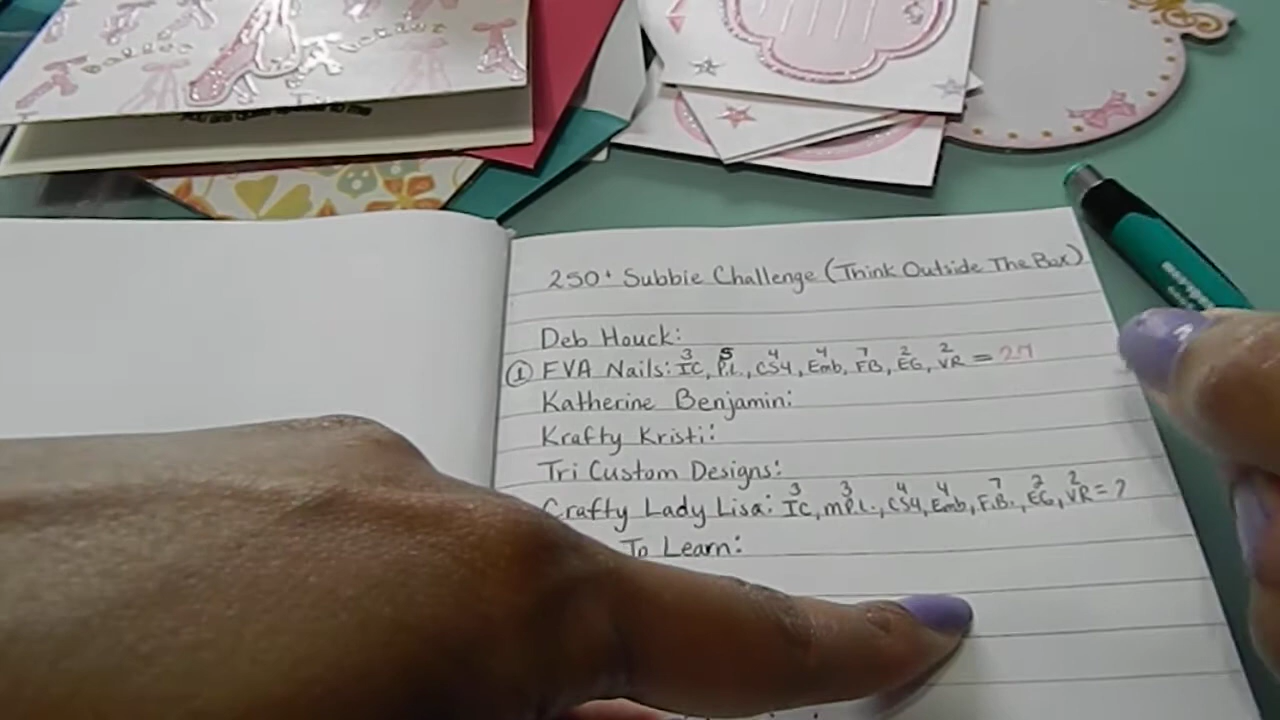 Ballet
250+ Subbie Challenge (Think Outside The Box)
Deb Houck:
3 5 4 4 7 2 2
① EVA Nails: IC, P.L., CS4, Emb, FB, EG, VR = 27
Katherine Benjamin:
Krafty Kristi:
Tri Custom Designs:
3 3 4 4 7 2 2
Crafty Lady Lisa: IC, MP.L., CS4, Emb, F.B., EG, VR = ?
To Learn: